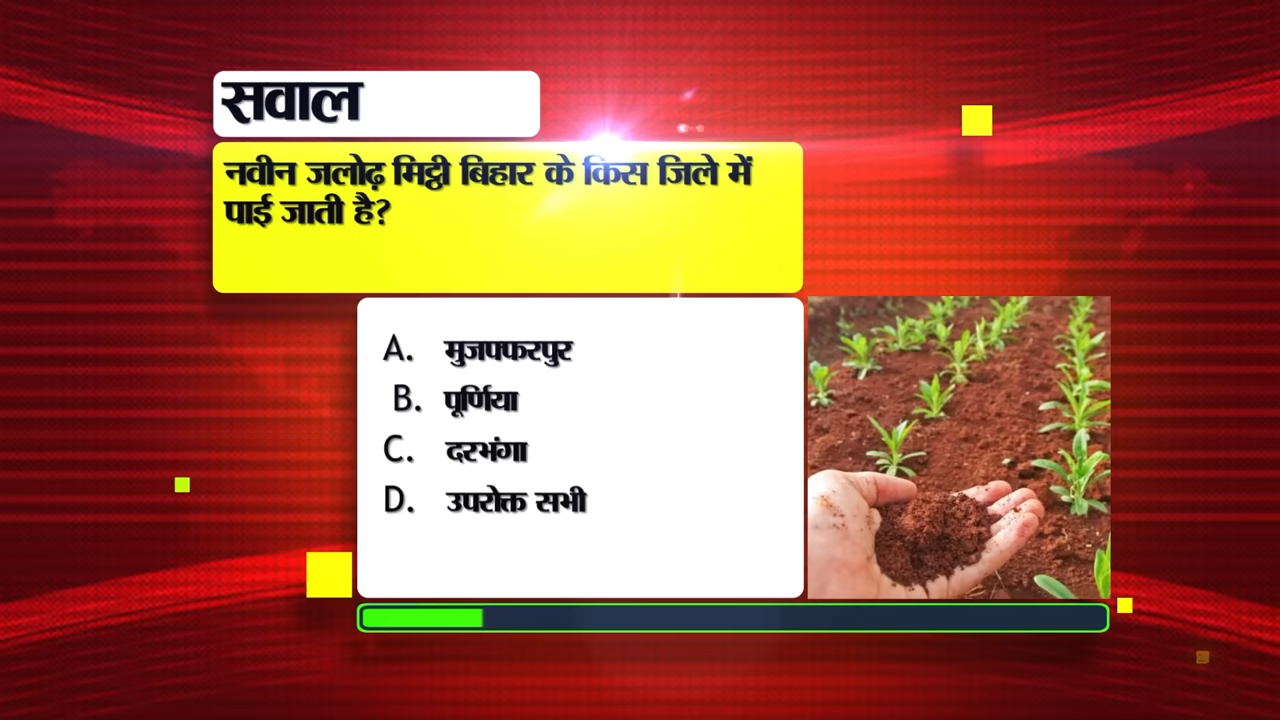 सवाल
नवीन जलोढ़ मिट्ठी बिहार के किस जिले में
पाई जाती है?
A. मुजफ्फरपुर
B. पूर्णिया
C. दरभंगा
D. उपरोक्त सभी